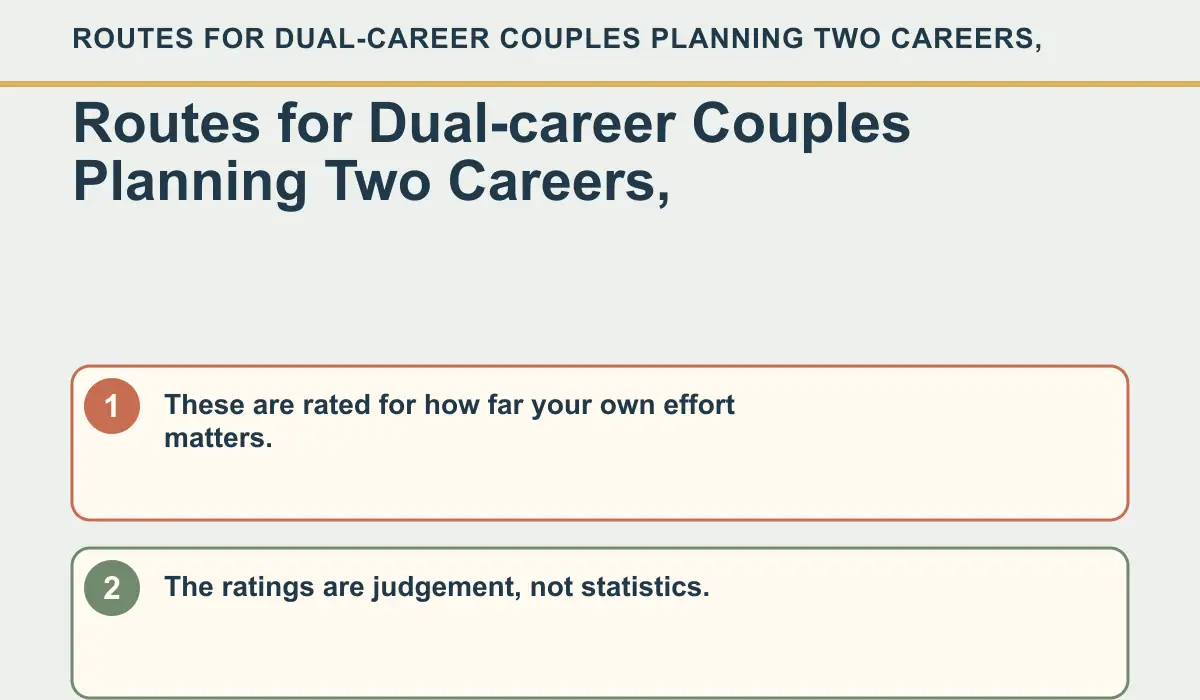 ROUTES FOR DUAL-CAREER COUPLES PLANNING TWO CAREERS,
Routes for Dual-career Couples
Planning Two Careers,
1
These are rated for how far your own effort
matters.
2
The ratings are judgement, not statistics.